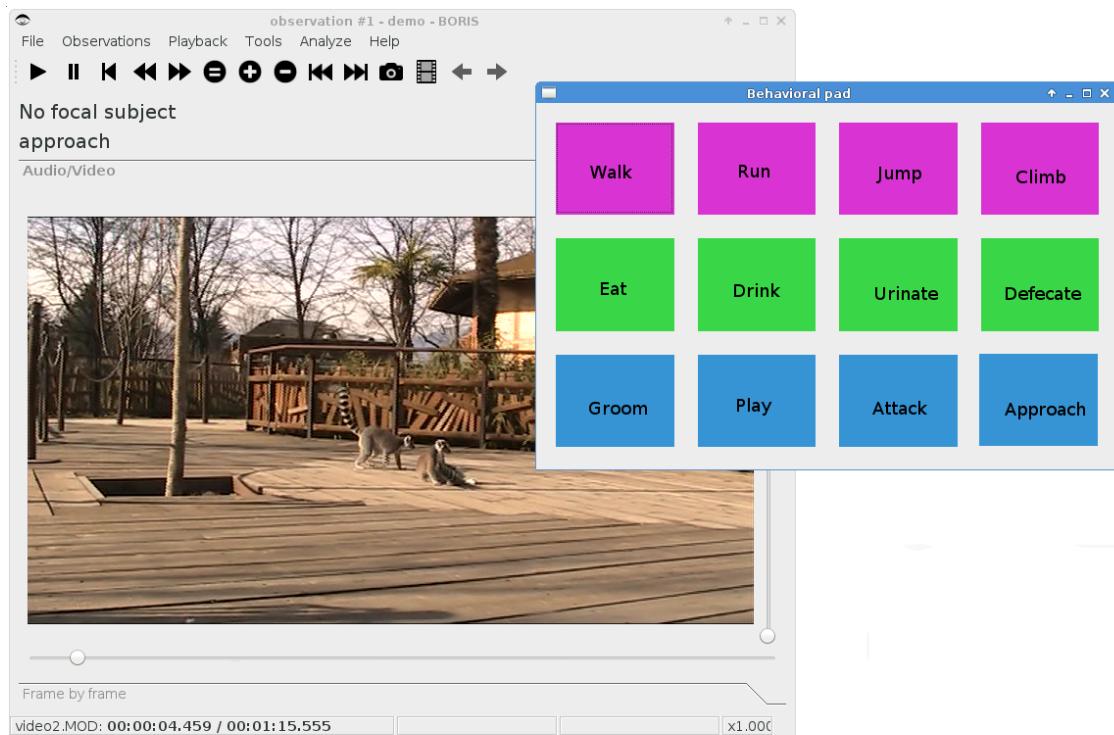 observation #1 - demo - BORIS
File Observations Playback Tools Analyze Help
No focal subject
approach
Audio/Video
Behavioral pad
Walk Run Jump Climb
Eat Drink Urinate Defecate
Groom Play Attack Approach
Frame by frame
video2.MOD: 00:00:04.459 / 00:01:15.555
x1.000